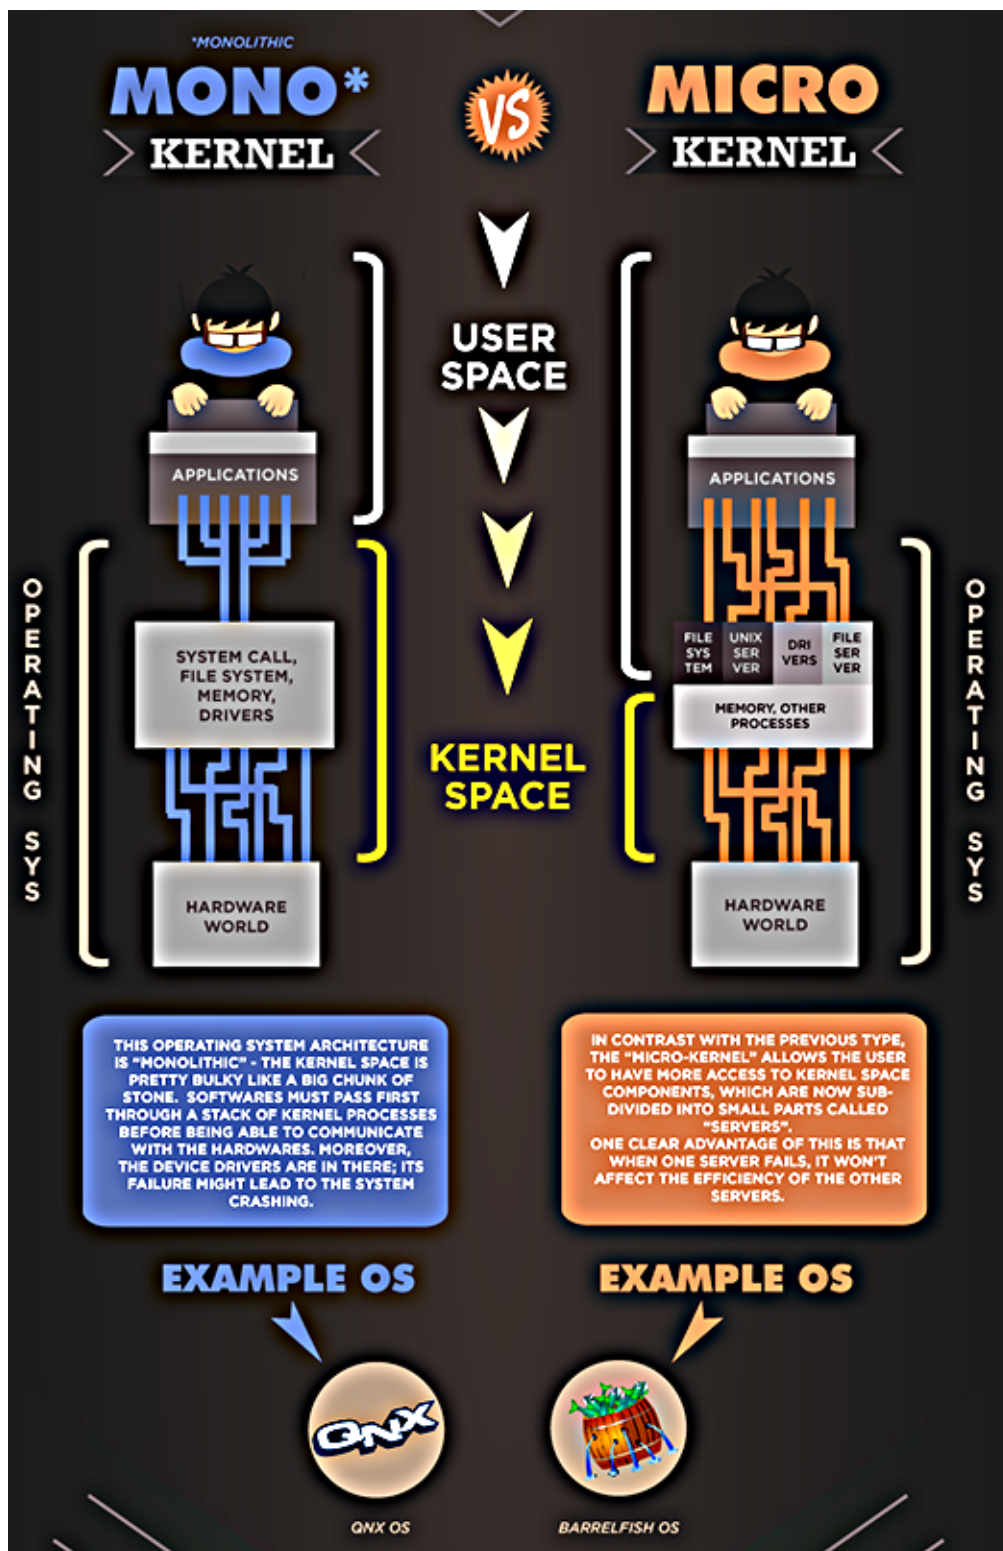 *MONOLITHIC
MONO*
KERNEL
VS
MICRO
KERNEL
USER
SPACE
KERNEL
SPACE
OPERATING SYS
APPLICATIONS
SYSTEM CALL,
FILE SYSTEM,
MEMORY,
DRIVERS
HARDWARE
WORLD
APPLICATIONS
FILE
SYS
TEM
UNIX
SER
VER
DRI
VERS
FILE
SER
VER
MEMORY, OTHER
PROCESSES
HARDWARE
WORLD
OPERATING SYS
THIS OPERATING SYSTEM ARCHITECTURE
IS "MONOLITHIC" - THE KERNEL SPACE IS
PRETTY BULKY LIKE A BIG CHUNK OF
STONE. SOFTWARES MUST PASS FIRST
THROUGH A STACK OF KERNEL PROCESSES
BEFORE BEING ABLE TO COMMUNICATE
WITH THE HARDWARES. MOREOVER,
THE DEVICE DRIVERS ARE IN THERE; ITS
FAILURE MIGHT LEAD TO THE SYSTEM
CRASHING.
IN CONTRAST WITH THE PREVIOUS TYPE,
THE "MICRO-KERNEL" ALLOWS THE USER
TO HAVE MORE ACCESS TO KERNEL SPACE
COMPONENTS, WHICH ARE NOW SUB-
DIVIDED INTO SMALL PARTS CALLED
"SERVERS".
ONE CLEAR ADVANTAGE OF THIS IS THAT
WHEN ONE SERVER FAILS, IT WON'T
AFFECT THE EFFICIENCY OF THE OTHER
SERVERS.
EXAMPLE OS
QNX
QNX OS
EXAMPLE OS
BARRELFISH OS